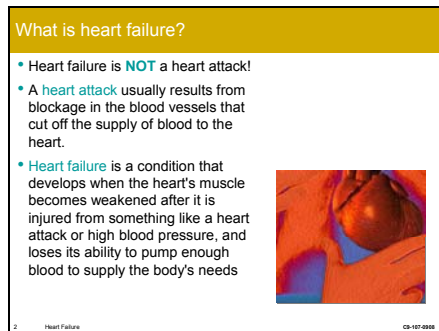 What is heart failure?
• Heart failure is NOT a heart attack!
• A heart attack usually results from
blockage in the blood vessels that
cut off the supply of blood to the
heart.
• Heart failure is a condition that
develops when the heart's muscle
becomes weakened after it is
injured from something like a heart
attack or high blood pressure, and
loses its ability to pump enough
blood to supply the body's needs
2 Heart Failure C9-107-0908